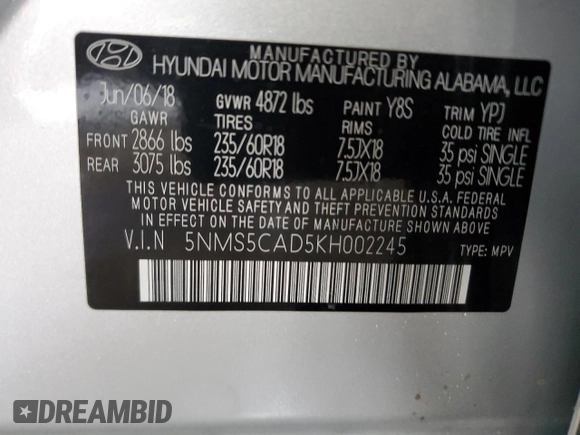 MANUFACTURED BY
HYUNDAI MOTOR MANUFACTURING ALABAMA, LLC
Jun/06/18 GVWR 4872 lbs PAINT Y8S TRIM YPJ
GAWR TIRES RIMS COLD TIRE INFL
FRONT 2866 lbs 235/60R18 7.5JX18 35 psi SINGLE
REAR 3075 lbs 235/60R18 7.5JX18 35 psi SINGLE
THIS VEHICLE CONFORMS TO ALL APPLICABLE U.S.A. FEDERAL
MOTOR VEHICLE SAFETY CAND BUMPER AND THEFT PREVENTION STANDARDS
IN EFFECT ON THE DATE OF MANUFACTURE SHOWN ABOVE.
V.I.N 5NMS5CAD5KH002245 TYPE: MPV
DREAMBID